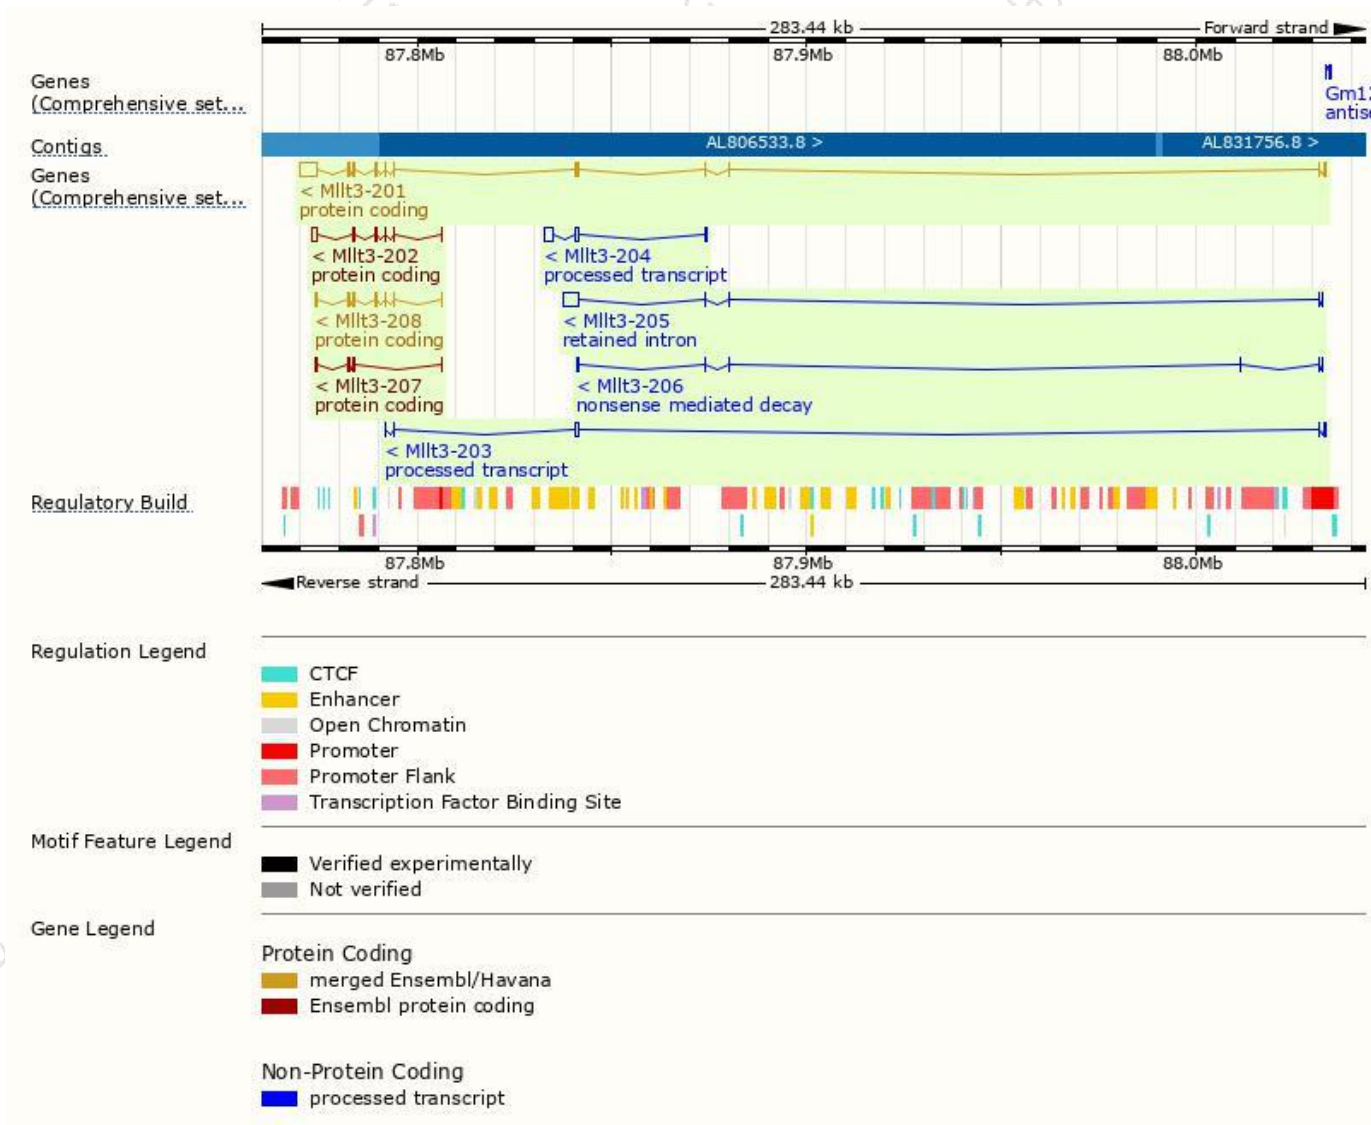 283.44 kb Forward strand
87.8Mb 87.9Mb 88.0Mb
Genes
(Comprehensive set...
antis
Contigs
AL806533.8 > AL831756.8 >
Genes
(Comprehensive set...
< Mllt3-201
protein coding
< Mllt3-202 < Mllt3-204
protein coding processed transcript
< Mllt3-208 < Mllt3-205
protein coding retained intron
< Mllt3-207 < Mllt3-206
protein coding nonsense mediated decay
< Mllt3-203
processed transcript
Regulatory Build
87.8Mb 87.9Mb 88.0Mb
Reverse strand 283.44 kb
Regulation Legend
CTCF
Enhancer
Open Chromatin
Promoter
Promoter Flank
Transcription Factor Binding Site
Motif Feature Legend
Verified experimentally
Not verified
Gene Legend
Protein Coding
merged Ensembl/Havana
Ensembl protein coding
Non-Protein Coding
processed transcript